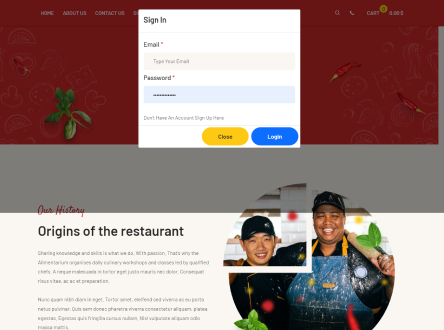 HOME ABOUT US CONTACT US
CART 0 0.00 $
Sign In
Email *
Type Your Email
Password *
Don't Have An Account Sign Up Here
Close Login
Our History
Origins of the restaurant
Sharing knowledge and skills is what we do. With passion. That's why the
Alimentarium organises daily culinary workshops and classes led by qualified
chefs. A neque malesuada in tortor eget justo mauris nec dolor. Consequat
risus vitae, ac ac et preparation.
Nunc quam nibh diam in eget. Tortor amet, eleifend sed viverra as eu porta
netus pulvinar. Quis sem donec pharetra viverra consectetur aliquam, platea
egestas. Egestas quis fringilla cursus nullam. Nisl vulputate aliquam odio
massa mattis.